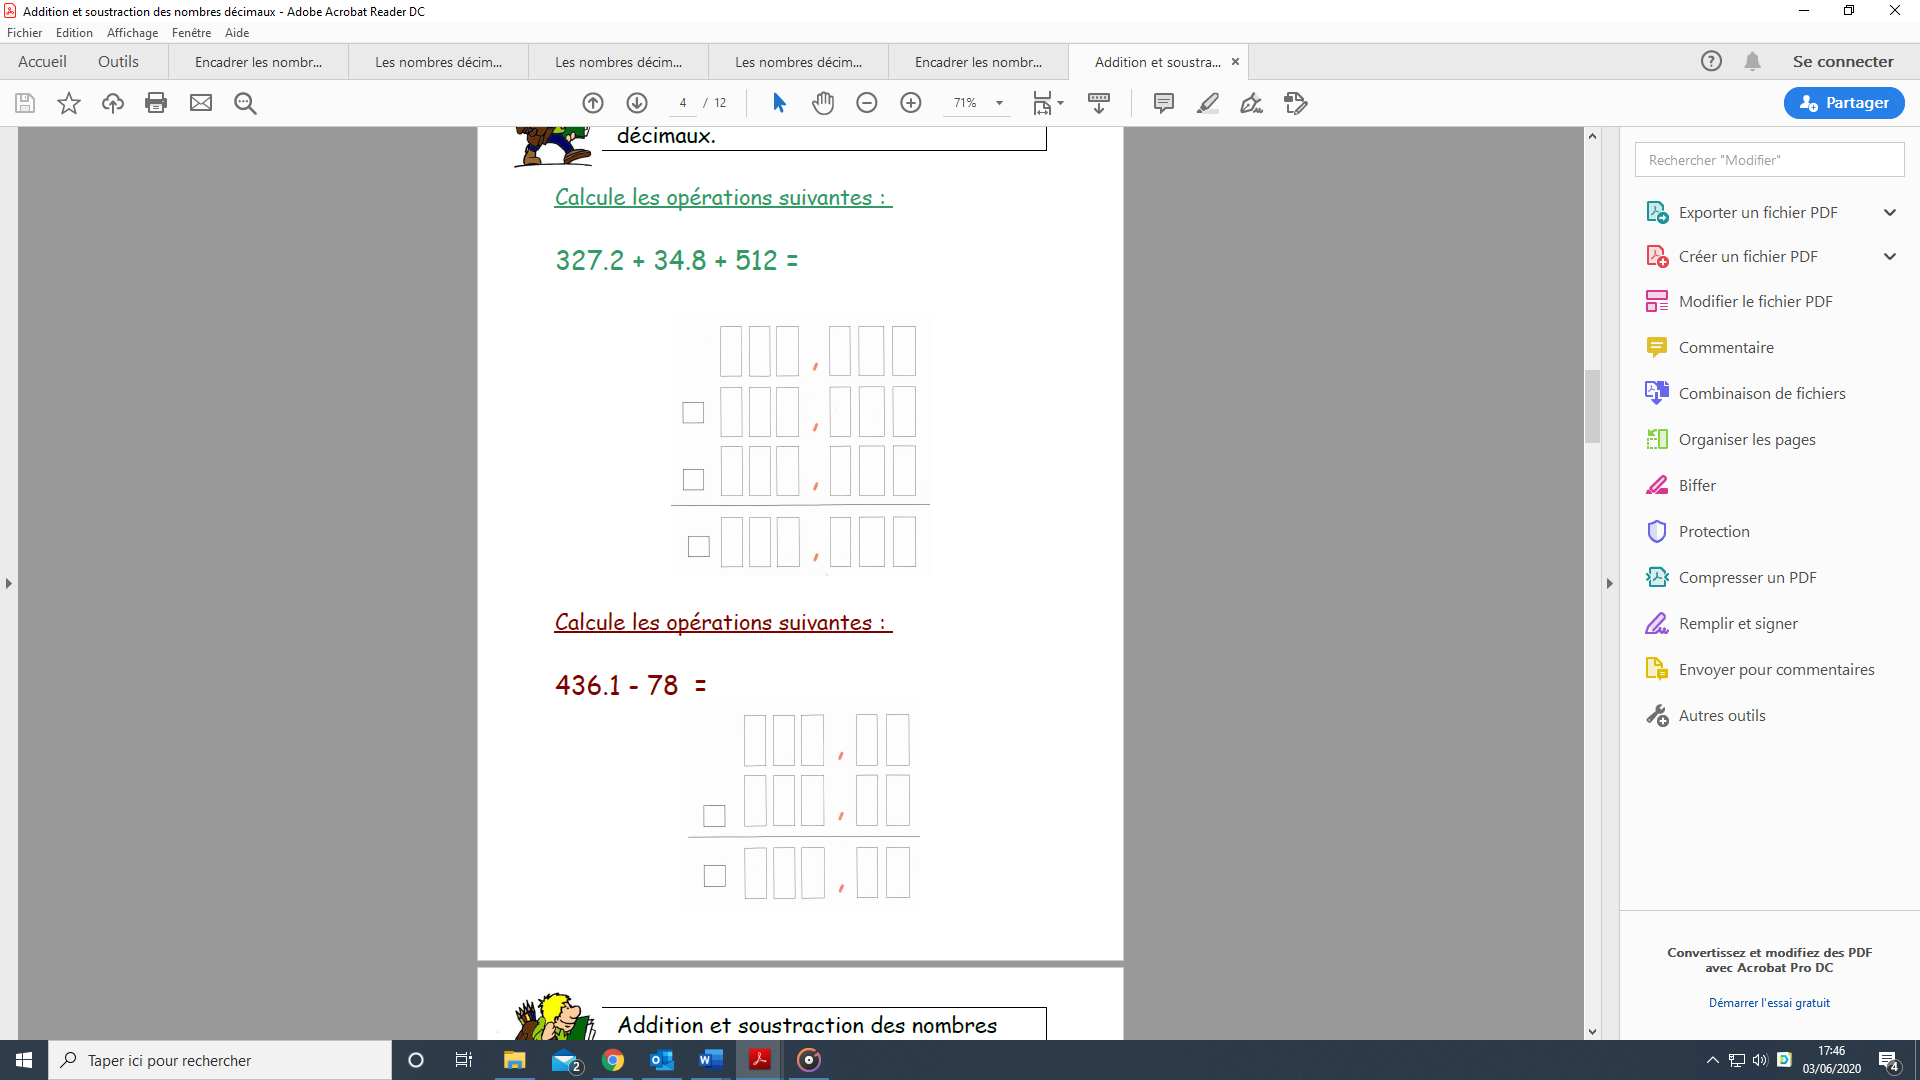 Addition et soustraction des nombres décimaux - Adobe Acrobat Reader DC
Fichier Edition Affichage Fenêtre Aide
Accueil Outils Encadrer les nombr... Les nombres décim... Les nombres décim... Les nombres décim... Encadrer les nombr... Addition et soustra... ×
4 / 12 71% Se connecter
Partager
décimaux.
Calcule les opérations suivantes :
327.2 + 34.8 + 512 =
,
,
,
,
Calcule les opérations suivantes :
436.1 - 78 =
,
,
,
Addition et soustraction des nombres
Rechercher "Modifier"
Exporter un fichier PDF
Créer un fichier PDF
Modifier le fichier PDF
Commentaire
Combinaison de fichiers
Organiser les pages
Biffer
Protection
Compresser un PDF
Remplir et signer
Envoyer pour commentaires
Autres outils
Convertissez et modifiez des PDF
avec Acrobat Pro DC
Démarrer l'essai gratuit
Taper ici pour rechercher
2
17:46
03/06/2020
4